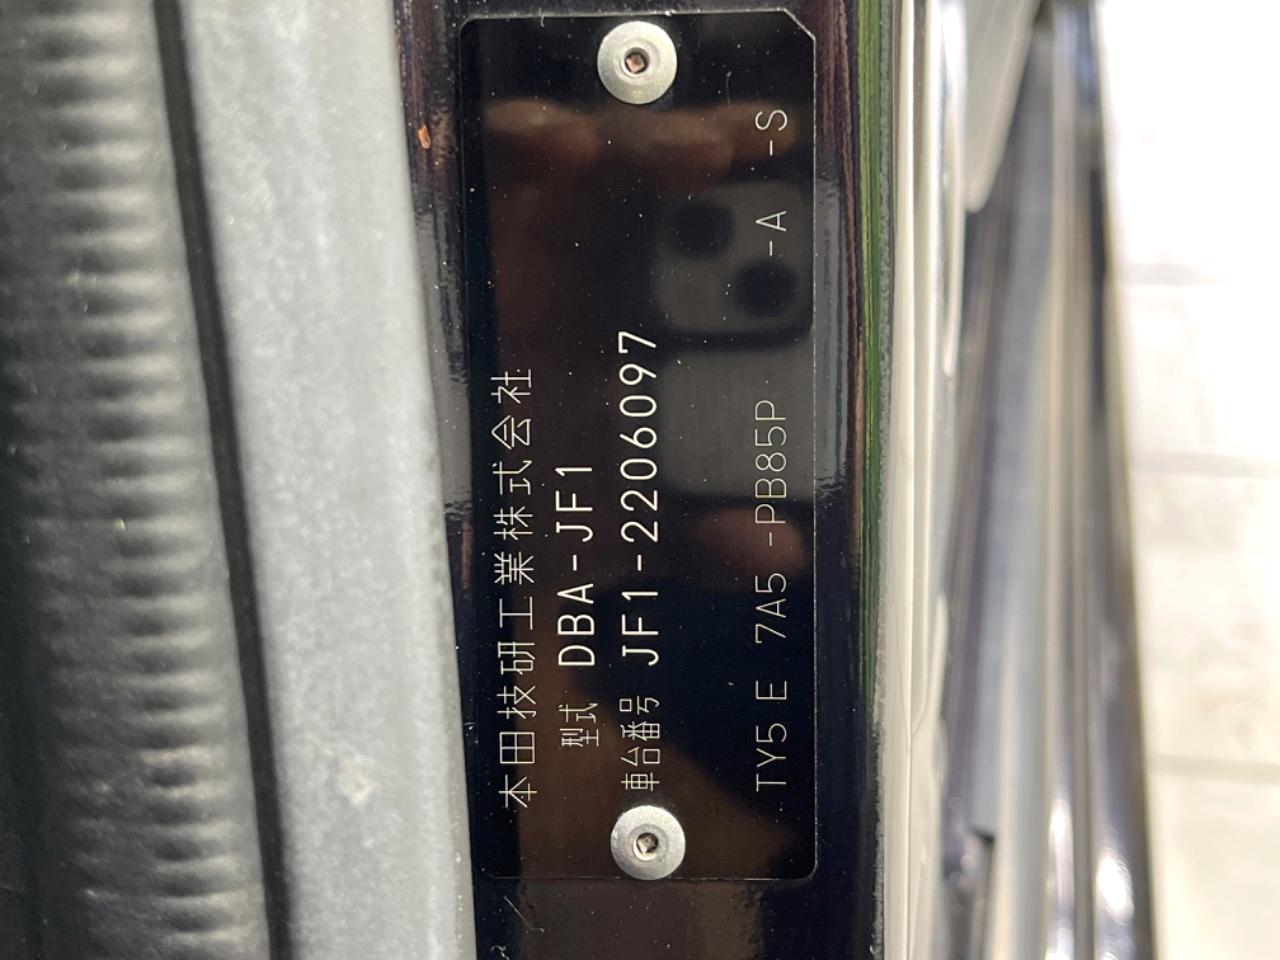 本田技研工業株式会社
型式 DBA-JF1
車台番号 JF1-2206097
TY5 E 7A5 -PB85P -A -S